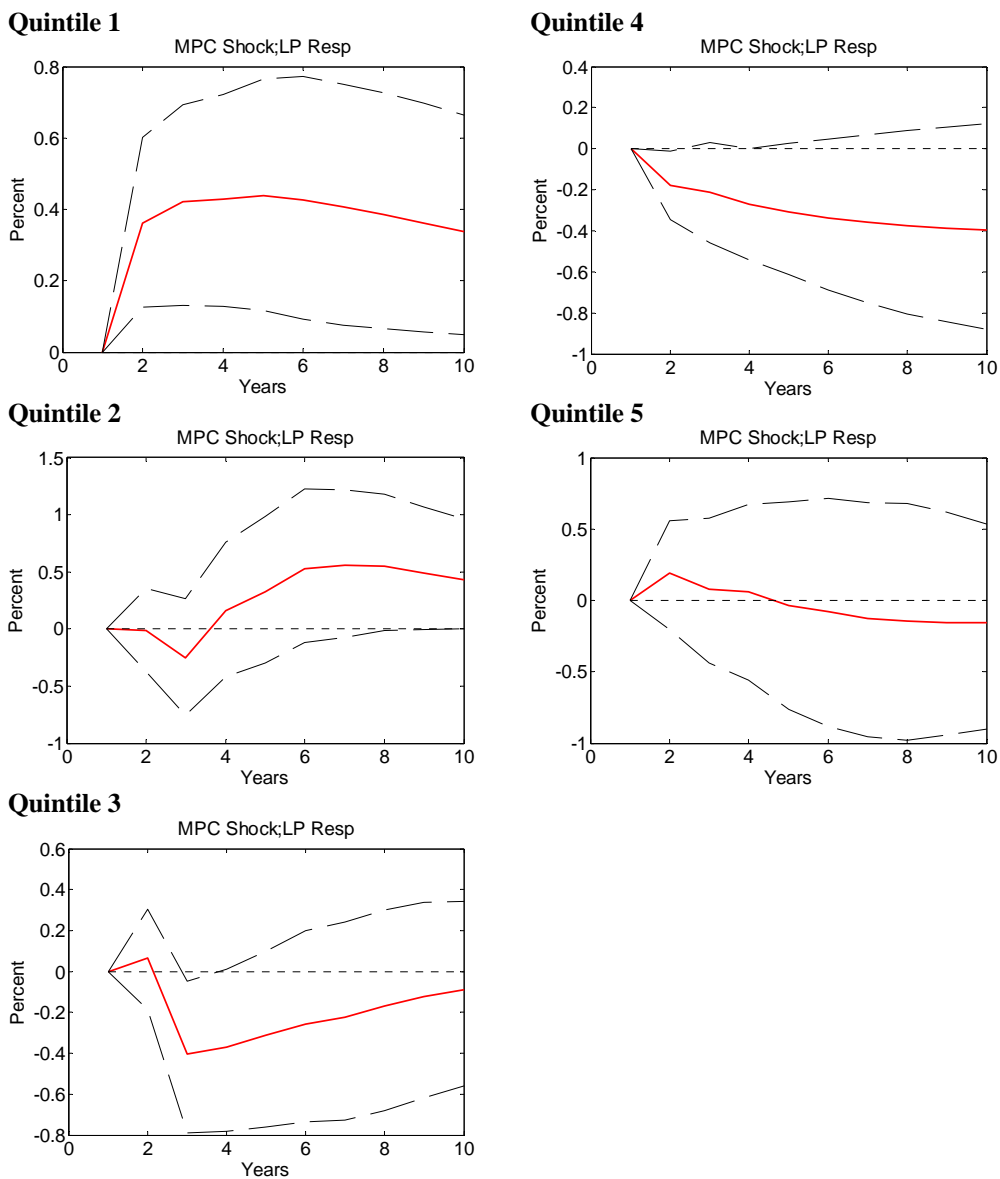 Quintile 1
MPC Shock;LP Resp
0.8
0.6
0.4
0.2
0
Percent
0 2 4 6 8 10
Years
Quintile 4
MPC Shock;LP Resp
0.4
0.2
0
-0.2
-0.4
-0.6
-0.8
-1
Percent
0 2 4 6 8 10
Years
Quintile 2
MPC Shock;LP Resp
1.5
1
0.5
0
-0.5
-1
Percent
0 2 4 6 8 10
Years
Quintile 5
MPC Shock;LP Resp
1
0.5
0
-0.5
-1
Percent
0 2 4 6 8 10
Years
Quintile 3
MPC Shock;LP Resp
0.6
0.4
0.2
0
-0.2
-0.4
-0.6
-0.8
Percent
0 2 4 6 8 10
Years